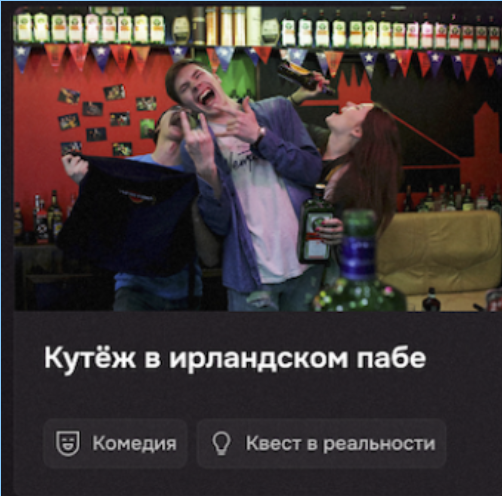 Кутёж в ирландском пабе
Комедия
Квест в реальности